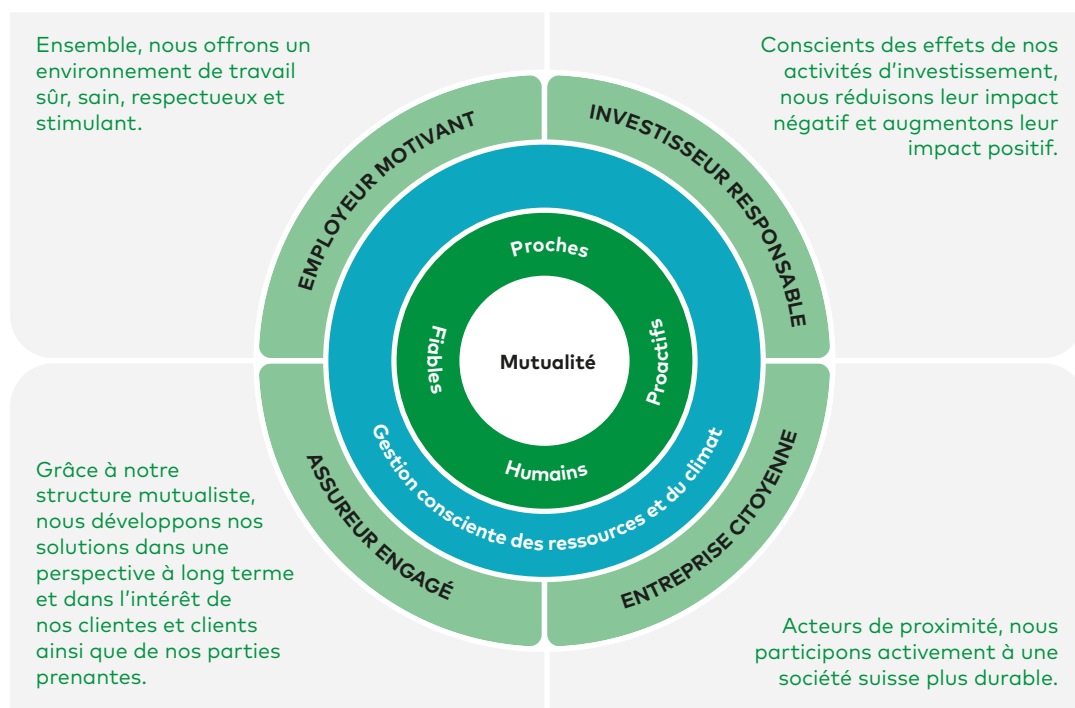 Ensemble, nous offrons un
environnement de travail
sûr, sain, respectueux et
stimulant.
Conscients des effets de nos
activités d’investissement,
nous réduisons leur impact
négatif et augmentons leur
impact positif.
EMPLOYEUR MOTIVANT
INVESTISSEUR RESPONSABLE
Proches
Fiables
Mutualité
Proactifs
Humains
Gestion consciente des ressources et du climat
ASSUREUR ENGAGÉ
ENTREPRISE CITOYENNE
Grâce à notre
structure mutualiste,
nous développons nos
solutions dans une
perspective à long terme
et dans l’intérêt de
nos clientes et clients
ainsi que de nos parties
prenantes.
Acteurs de proximité, nous
participons activement à une
société suisse plus durable.